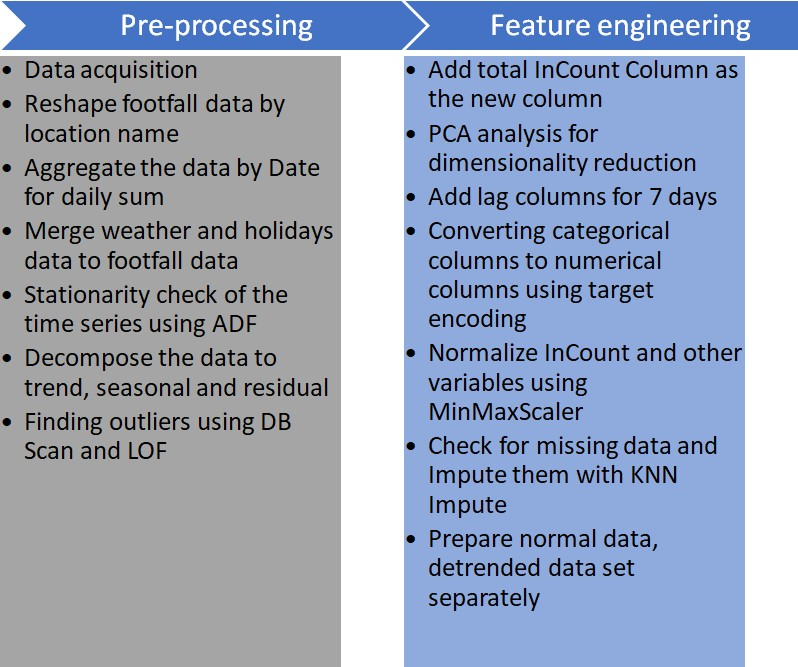 Pre-processing
• Data acquisition
• Reshape footfall data by
location name
• Aggregate the data by Date
for daily sum
• Merge weather and holidays
data to footfall data
• Stationarity check of the
time series using ADF
• Decompose the data to
trend, seasonal and residual
• Finding outliers using DB
Scan and LOF
Feature engineering
• Add total InCount Column as
the new column
• PCA analysis for
dimensionality reduction
• Add lag columns for 7 days
• Converting categorical
columns to numerical
columns using target
encoding
• Normalize InCount and other
variables using
MinMaxScaler
• Check for missing data and
Impute them with KNN
Impute
• Prepare normal data,
detrended data set
separately